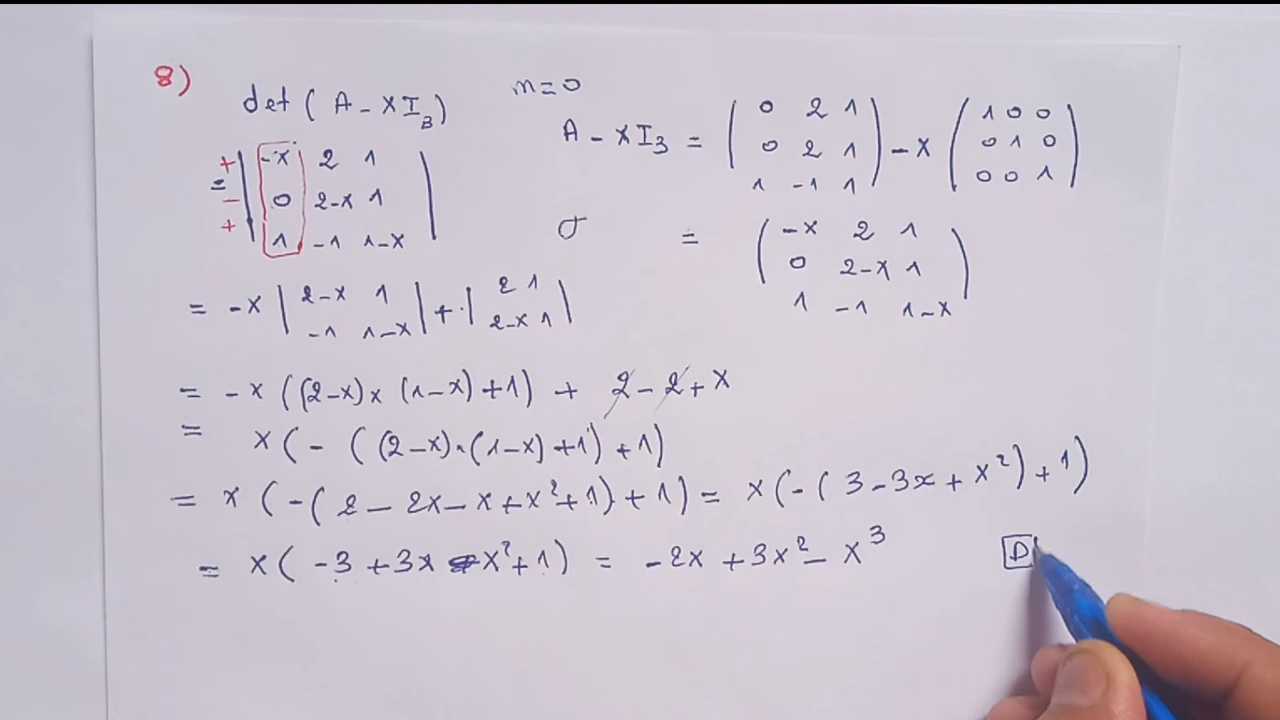 8)
det ( A - XI_3 )
m=0
A - XI_3 = ( 0 2 1 ) - X ( 1 0 0 )
0 2 1 0 1 0
1 -1 1 0 0 1
+ | -X 2 1 |
= - | 0 2-X 1 |
+ | 1 -1 1-X |
= ( -X 2 1 )
0 2-X 1
1 -1 1-X
= -X | 2-X 1 | + | 2 1 |
-1 1-X 2-X 1
= -X ((2-X)×(1-X)+1) + 2-2+X
= X(-((2-X)·(1-X)+1)+1)
= X(-(2-2X-X+X²+1)+1) = X(-(3-3x+X²)+1)
= X(-3+3x-X²+1) = -2X+3X²-X³
D